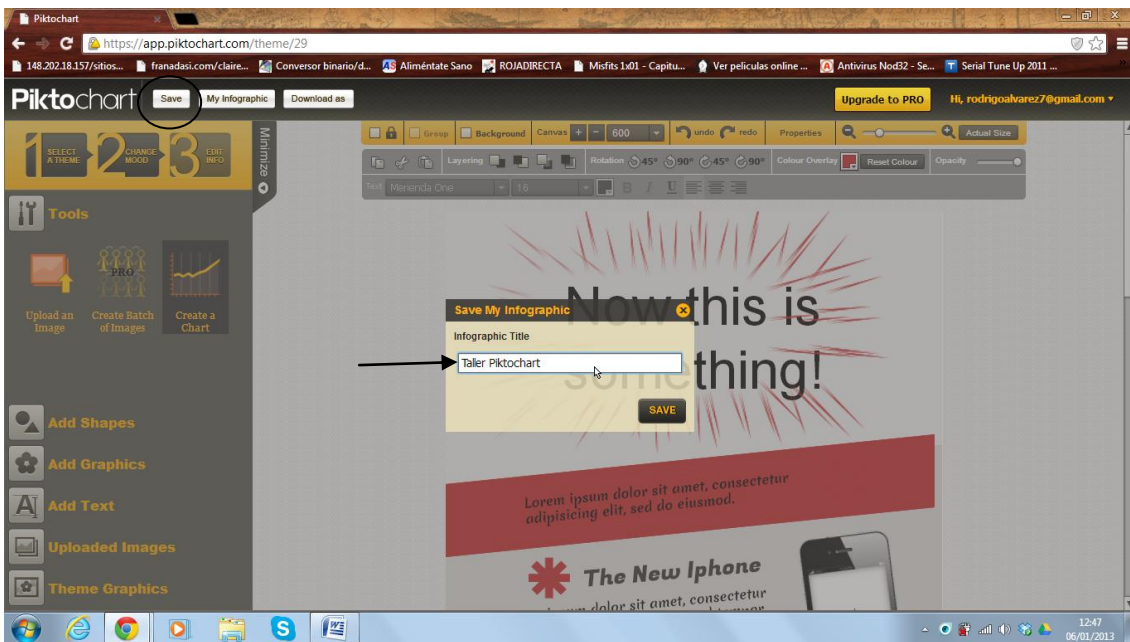 Piktochart
https://app.piktochart.com/theme/29
148.202.18.157/sitios... franadasi.com/claire... Conversor binario/d... Aliméntate Sano ROJADIRECTA Misfits 1x01 - Capitu... Ver peliculas online ... Antivirus Nod32 - Se... Serial Tune Up 2011 ...
Piktochart Save My Infographic Download as Upgrade to PRO Hi, rodrigoalvarez7@gmail.com
1 SELECT A THEME 2 CHANGE MOOD 3 EDIT INFO
Minimize
Group Background Canvas + - 600 undo redo Properties Actual Size
Layering Rotation 45° 90° 45° 90° Colour Overlay Reset Colour Opacity
Text Merienda One 16 B I U
Tools
PRO
Upload an Image
Create Batch of Images
Create a Chart
Add Shapes
Add Graphics
Add Text
Uploaded Images
Theme Graphics
Now this is
something!
Save My Infographic
Infographic Title
Taller Piktochart
SAVE
Lorem ipsum dolor sit amet, consectetur
adipisicing elit, sed do eiusmod.
The New Iphone
dolor sit amet, consectetur
12:47
06/01/2013